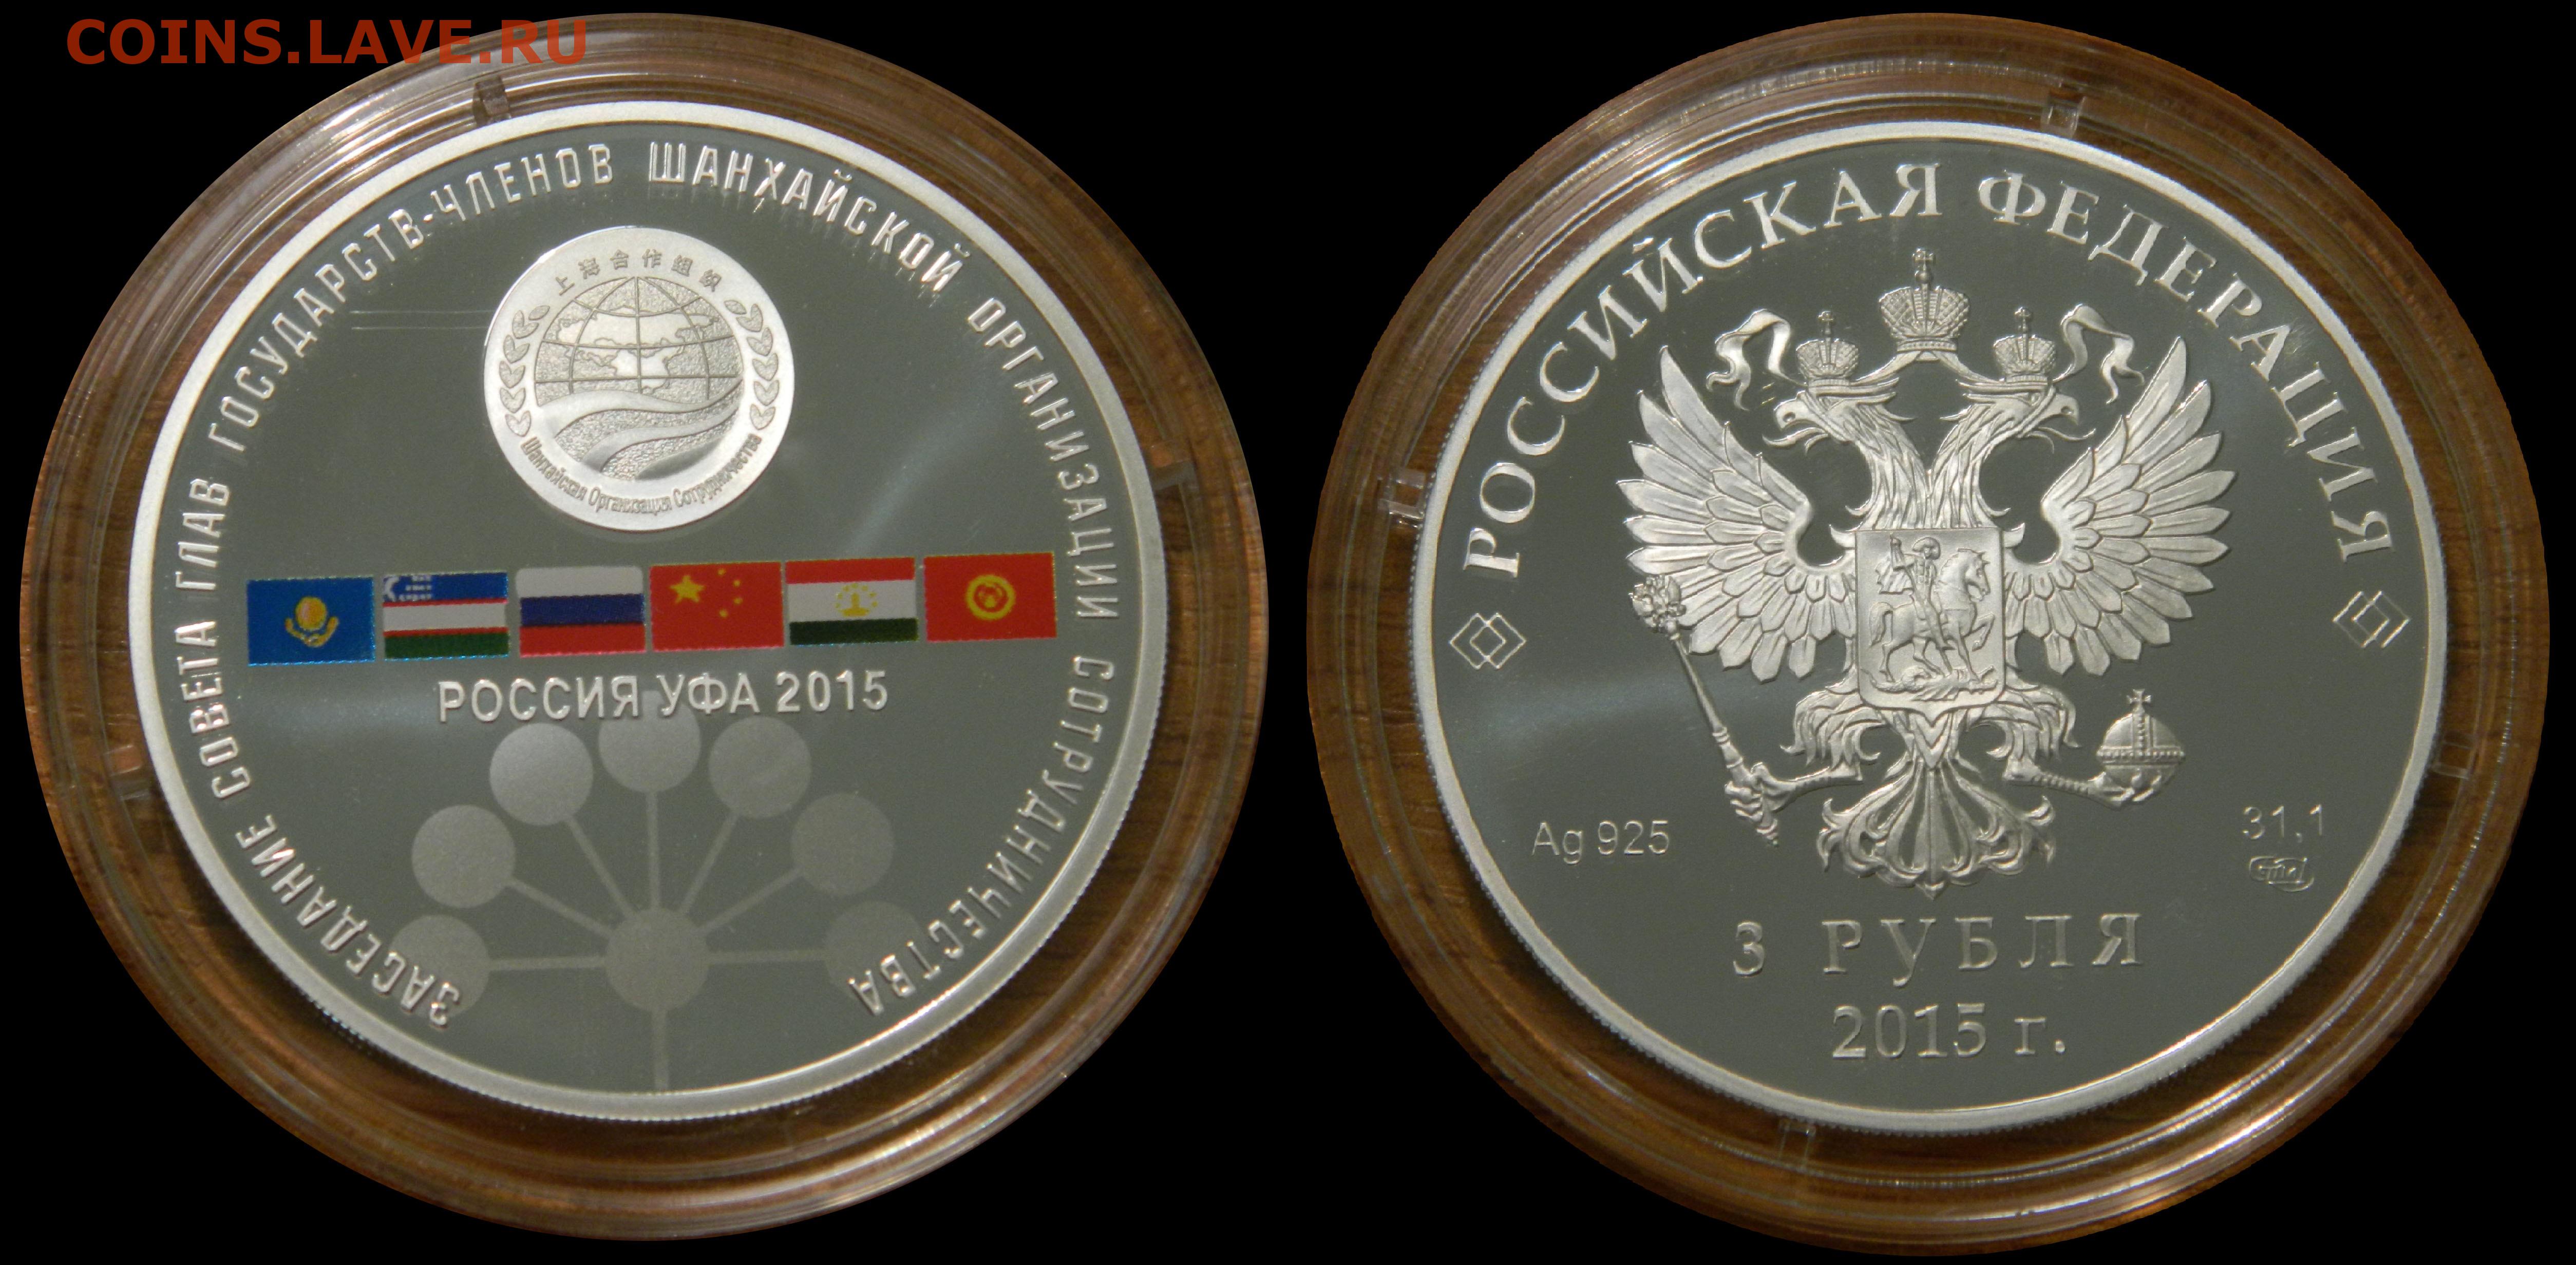 COINS.LAVE.RU
ЗАСЕДАНИЕ СОВЕТА ГЛАВ ГОСУДАРСТВ-ЧЛЕНОВ ШАНХАЙСКОЙ ОРГАНИЗАЦИИ СОТРУДНИЧЕСТВА
上海合作组织
Шанхайская Организация Сотрудничества
РОССИЯ УФА 2015
РОССИЙСКАЯ ФЕДЕРАЦИЯ
Ag 925
31,1
3 РУБЛЯ
2015 г.